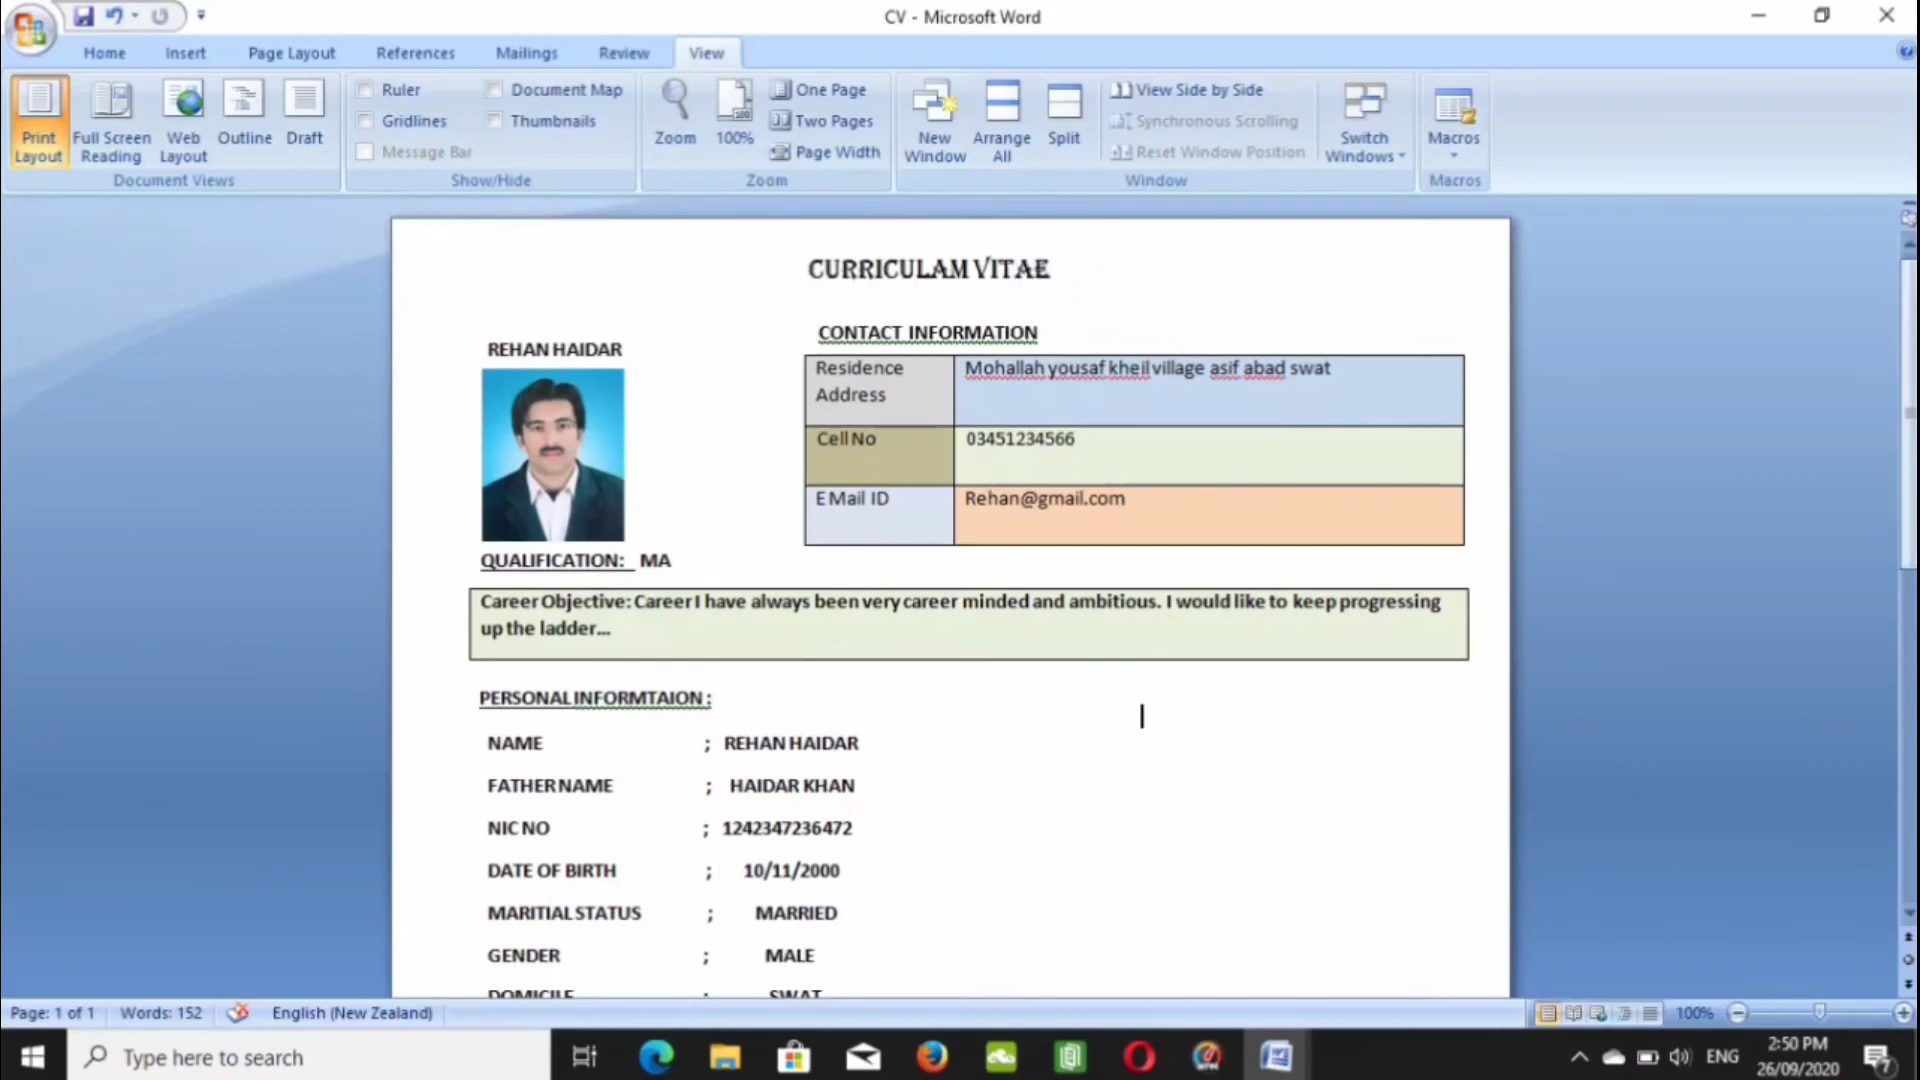 CV - Microsoft Word
Home Insert Page Layout References Mailings Review View
Print Layout
Full Screen Reading
Web Layout
Outline
Draft
Document Views
Ruler
Gridlines
Message Bar
Document Map
Thumbnails
Show/Hide
Zoom
100%
One Page
Two Pages
Page Width
Zoom
New Window
Arrange All
Split
View Side by Side
Synchronous Scrolling
Reset Window Position
Switch Windows
Window
Macros
Macros
CURRICULAM VITAE
REHAN HAIDAR
CONTACT INFORMATION
Residence Address
Mohallah yousaf kheil village asif abad swat
Cell No 03451234566
E Mail ID Rehan@gmail.com
QUALIFICATION: MA
Career Objective: Career I have always been very career minded and ambitious. I would like to keep progressing
up the ladder...
PERSONAL INFORMTAION :
NAME ; REHAN HAIDAR
FATHER NAME ; HAIDAR KHAN
NIC NO ; 1242347236472
DATE OF BIRTH ; 10/11/2000
MARITIAL STATUS ; MARRIED
GENDER ; MALE
DOMICILE ; SWAT
Page: 1 of 1 Words: 152 English (New Zealand) 100%
Type here to search
ENG
2:50 PM
26/09/2020
7